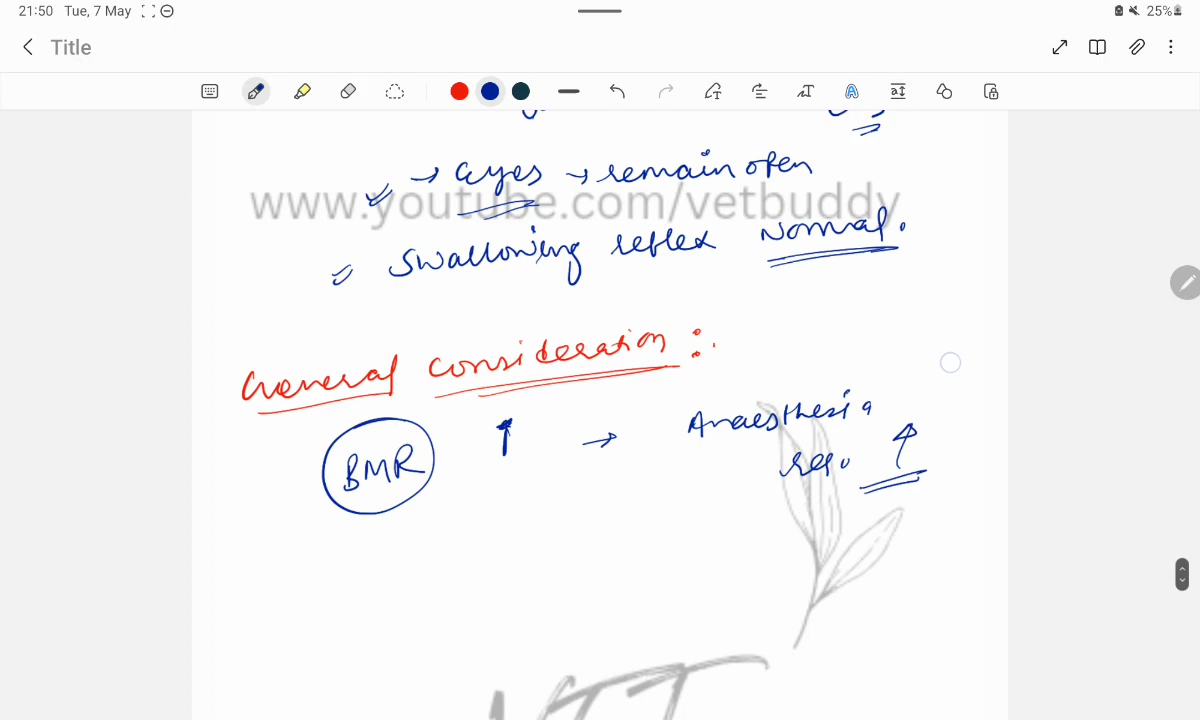 21:50 Tue, 7 May
25%
Title
→ eyes → remain open
www.youtube.com/vetbuddy
swallowing reflex Normal.
General consideration :.
BMR ↑ → Anaesthesia
req. ↑